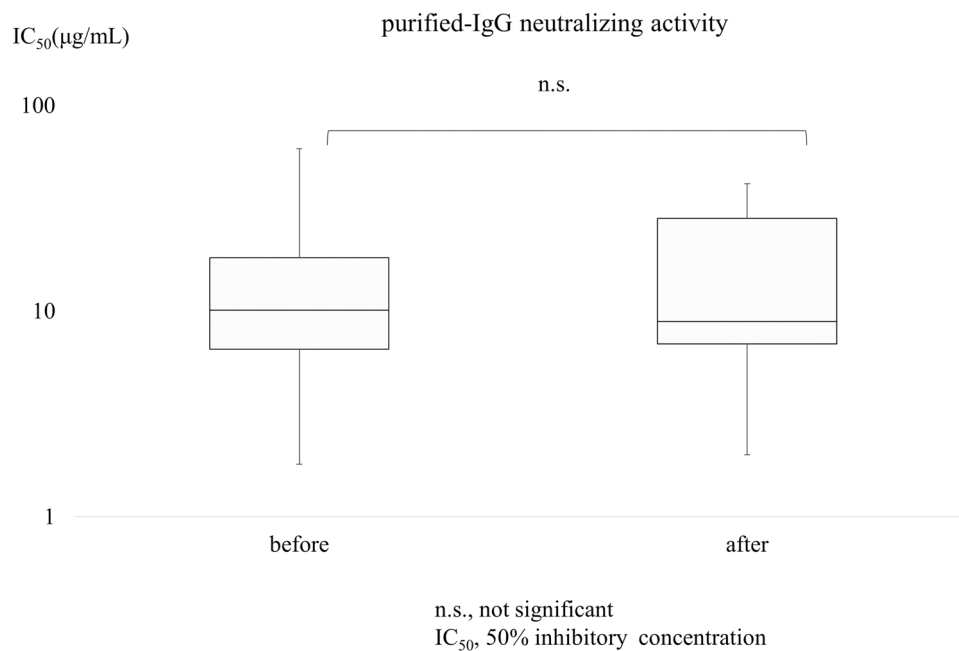 purified-IgG neutralizing activity
IC₅₀(μg/mL)
n.s.
100
10
1
before
after
n.s., not significant
IC₅₀, 50% inhibitory concentration